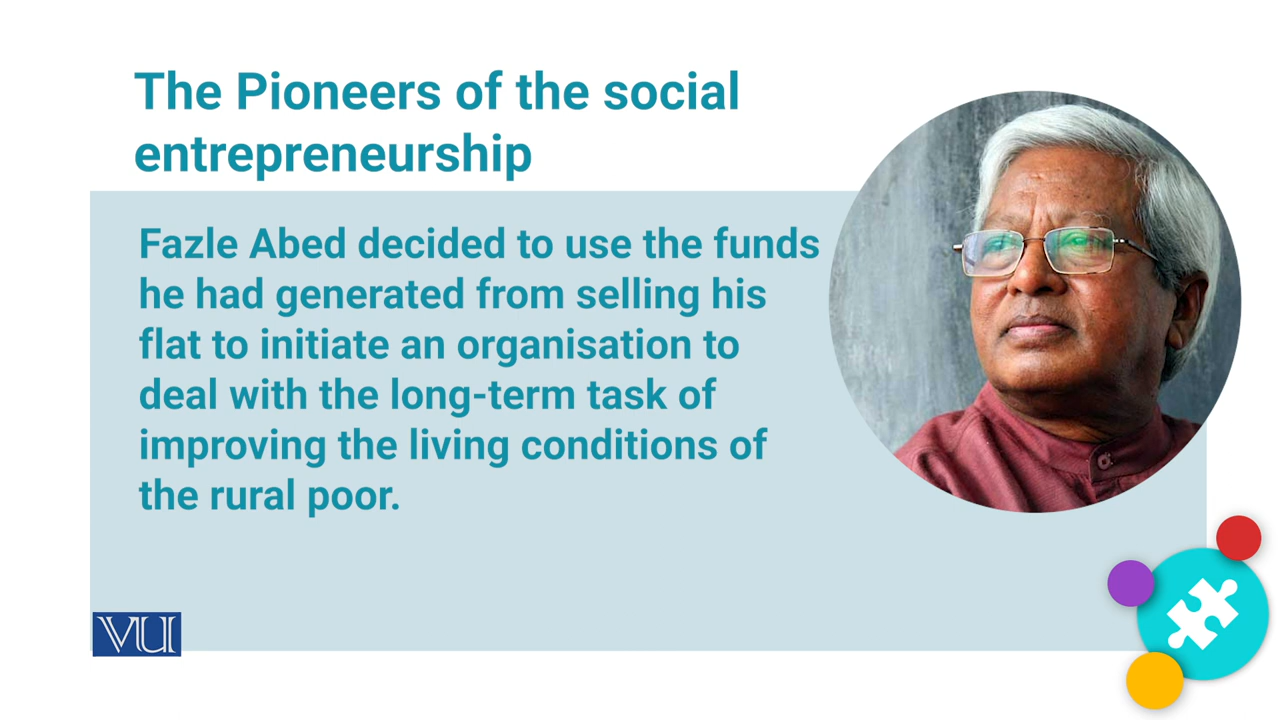 The Pioneers of the social
entrepreneurship
Fazle Abed decided to use the funds
he had generated from selling his
flat to initiate an organisation to
deal with the long-term task of
improving the living conditions of
the rural poor.
VU